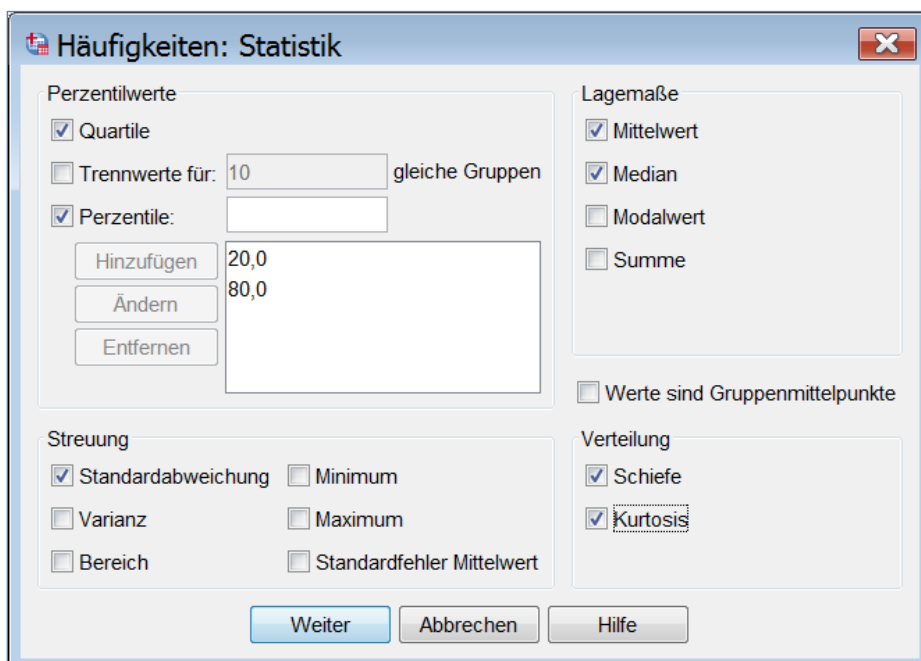 Häufigkeiten: Statistik
Perzentilwerte
Quartile
Trennwerte für: 10 gleiche Gruppen
Perzentile:
Hinzufügen
Ändern
Entfernen
20,0
80,0
Lagemaße
Mittelwert
Median
Modalwert
Summe
Werte sind Gruppenmittelpunkte
Streuung
Standardabweichung Minimum
Varianz Maximum
Bereich Standardfehler Mittelwert
Verteilung
Schiefe
Kurtosis
Weiter Abbrechen Hilfe